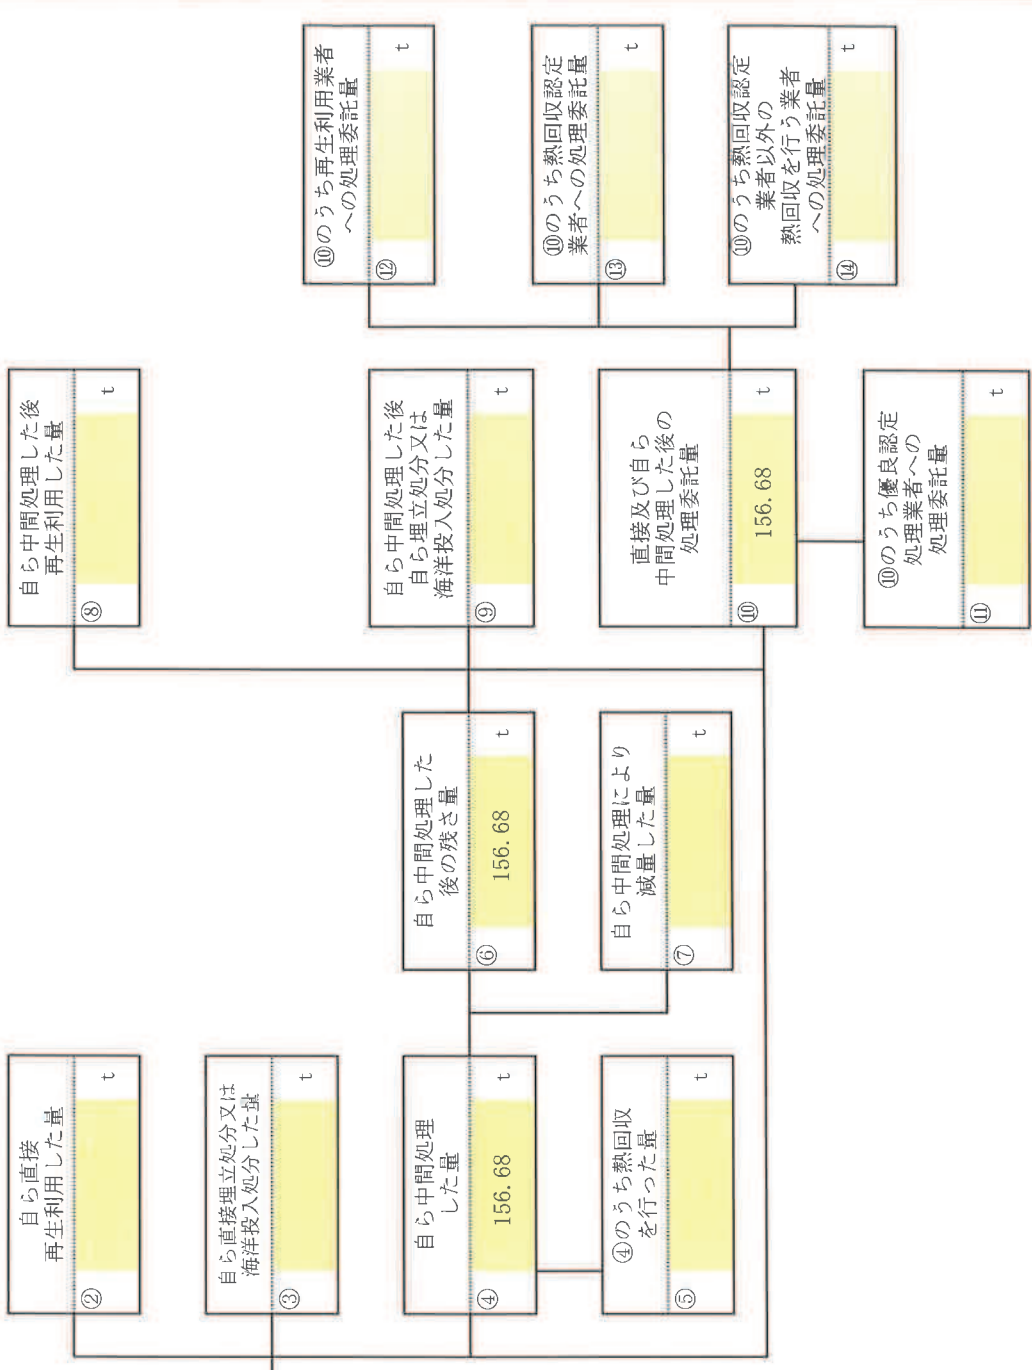 自ら直接
再生利用した量
②
t
自ら直接埋立処分又は
海洋投入処分した量
③
t
自ら中間処理
した量
④
156.68
t
④のうち熱回収
を行った量
⑤
t
自ら中間処理した
後の残さ量
⑥
156.68
t
自ら中間処理により
減量した量
⑦
t
自ら中間処理した後
再生利用した量
⑧
t
自ら中間処理した後
自ら埋立処分又は
海洋投入処分した量
⑨
t
直接及び自ら
中間処理した後の
処理委託量
⑩
156.68
t
⑩のうち優良認定
処理業者への
処理委託量
⑪
t
⑩のうち再生利用業者
への処理委託量
⑫
t
⑩のうち熱回収認定
業者への処理委託量
⑬
t
⑩のうち熱回収認定
業者以外の
熱回収を行う業者
への処理委託量
⑭
t